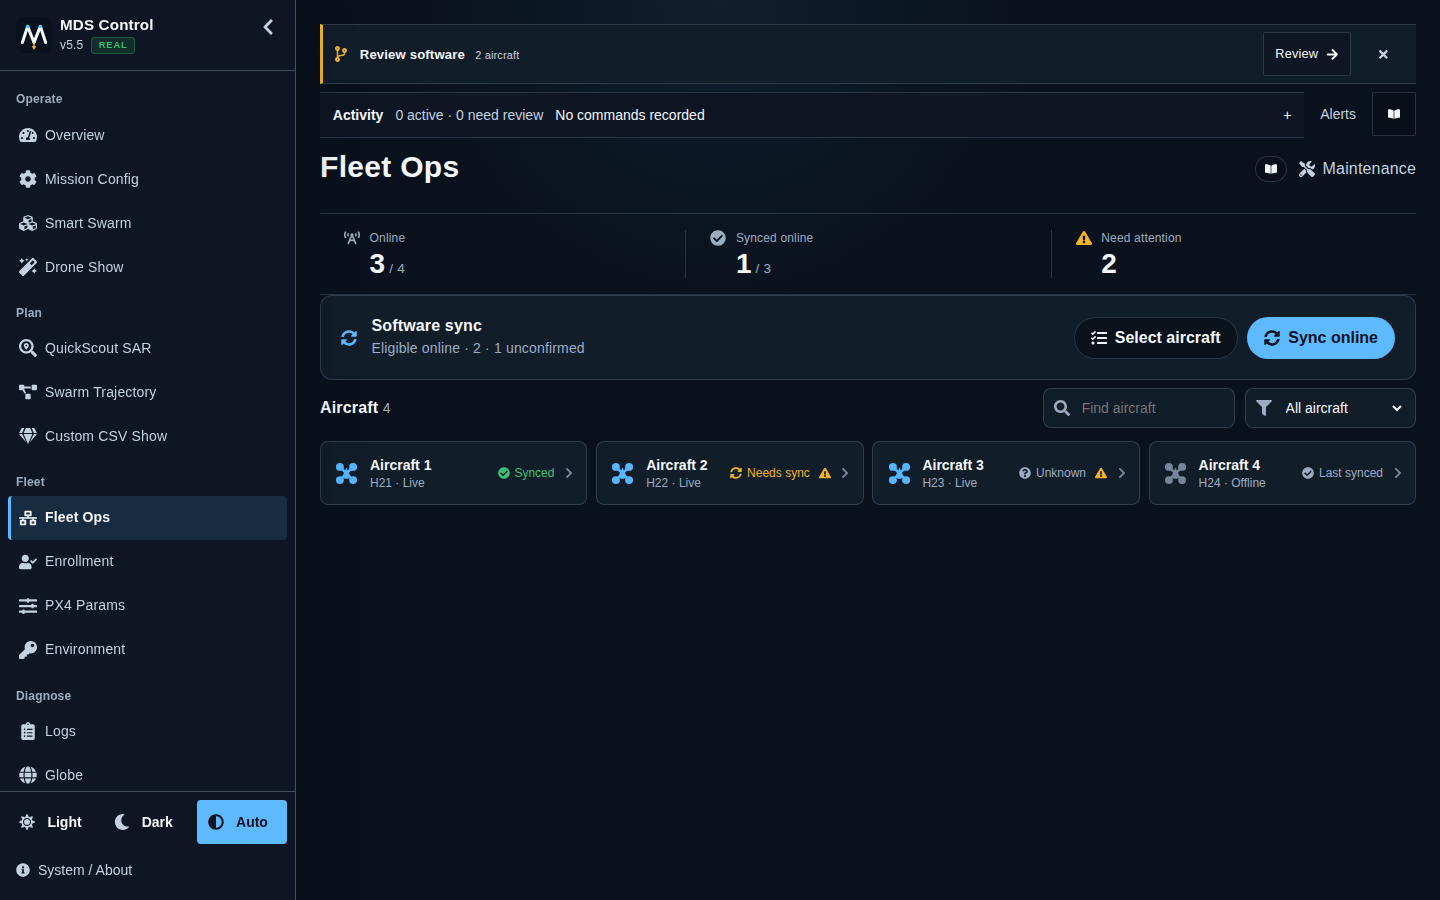 MDS Control
v5.5 REAL
Operate
Overview
Mission Config
Smart Swarm
Drone Show
Plan
QuickScout SAR
Swarm Trajectory
Custom CSV Show
Fleet
Fleet Ops
Enrollment
PX4 Params
Environment
Diagnose
Logs
Globe
Light Dark Auto
System / About
Review software 2 aircraft Review
Activity 0 active · 0 need review No commands recorded + Alerts
Fleet Ops Maintenance
Online
3 / 4
Synced online
1 / 3
Need attention
2
Software sync
Eligible online · 2 · 1 unconfirmed
Select aircraft Sync online
Aircraft 4 Find aircraft All aircraft
Aircraft 1
H21 · Live
Synced
Aircraft 2
H22 · Live
Needs sync
Aircraft 3
H23 · Live
Unknown
Aircraft 4
H24 · Offline
Last synced